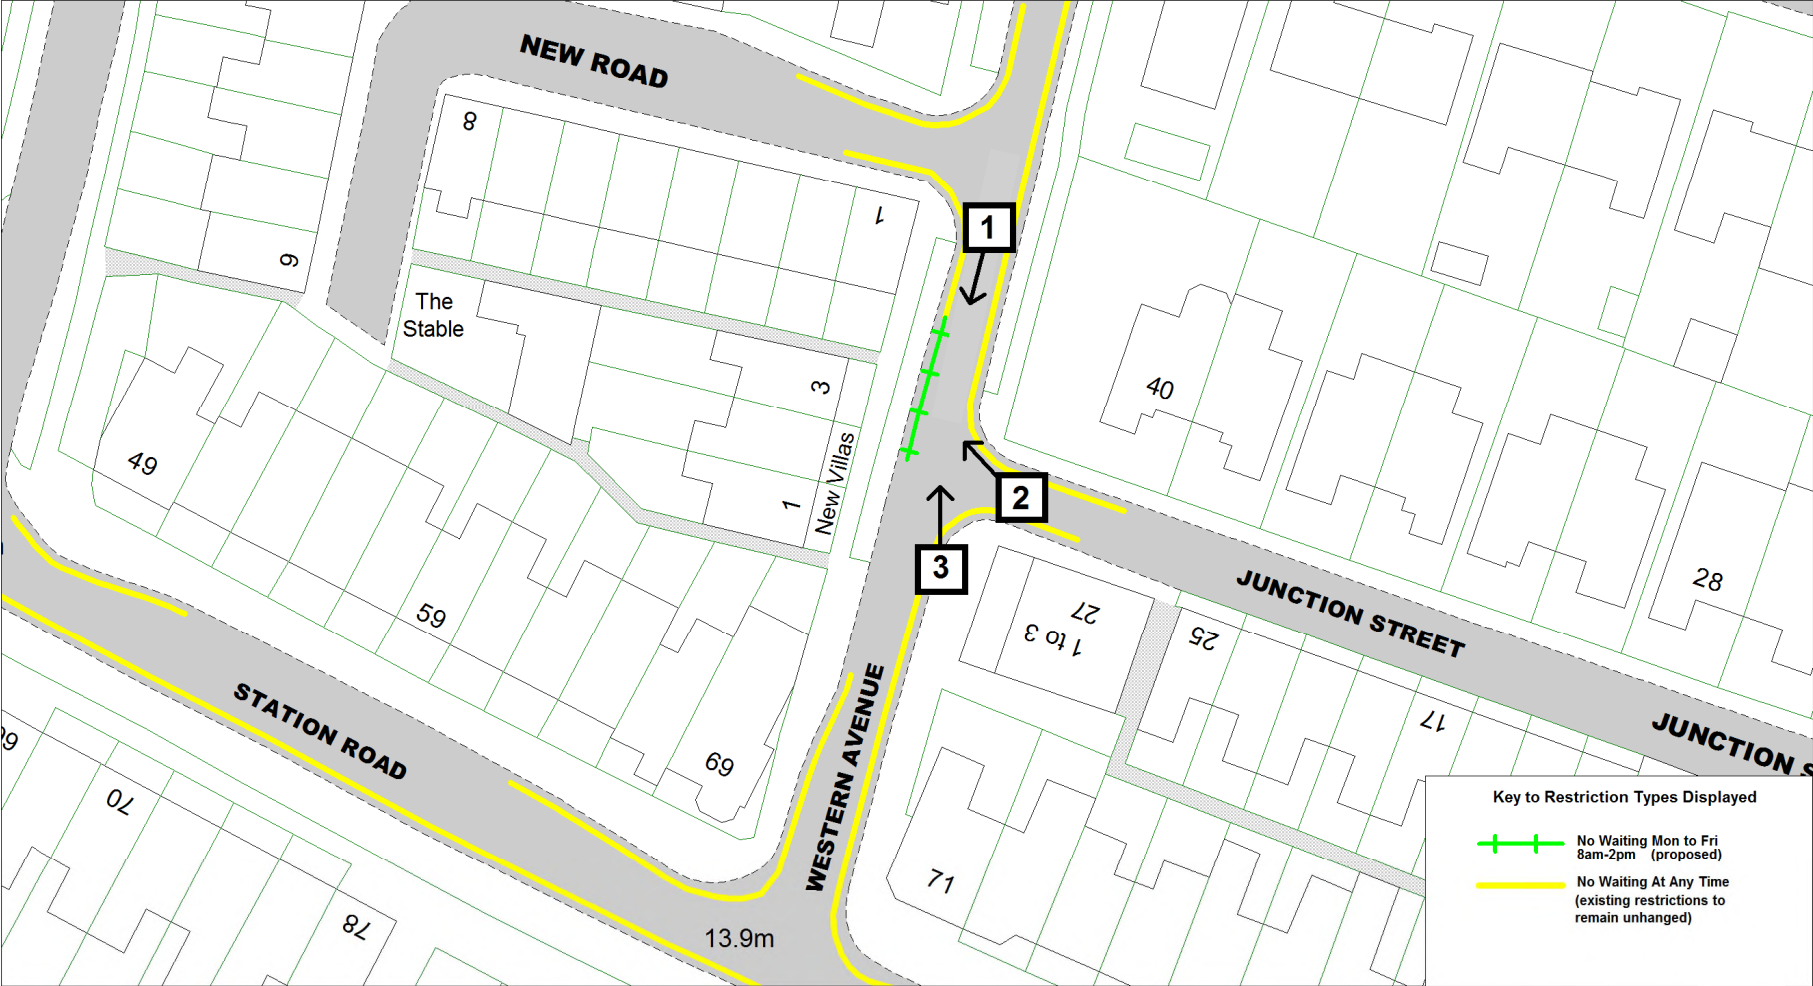 NEW ROAD
8
1
1
6
The
Stable
3
40
49
New Villas
1
2
3
59
JUNCTION STREET
28
27
1 to 3
25
17
STATION ROAD
WESTERN AVENUE
69
JUNCTION S
70
71
78
13.9m
Key to Restriction Types Displayed
No Waiting Mon to Fri
8am-2pm (proposed)
No Waiting At Any Time
(existing restrictions to
remain unhanged)